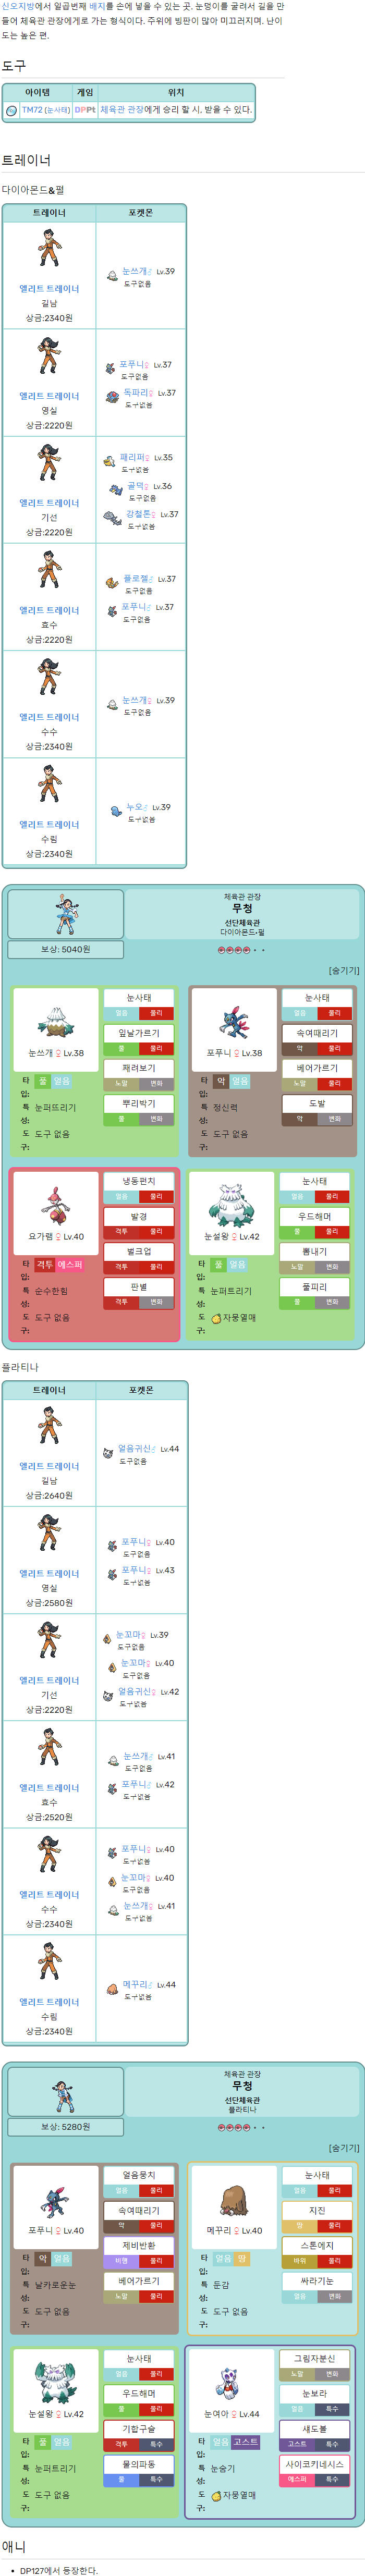 신오지방에서 일곱번째 배지를 손에 넣을 수 있는 곳. 눈덩이를 굴려서 길을 만
들어 체육관 관장에게로 가는 형식이다. 주위에 빙판이 많아 미끄러지며, 난이
도는 높은 편.
도구
아이템 게임 위치
TM72 (눈사태) DPPt 체육관 관장에게 승리 할 시, 받을 수 있다.
트레이너
다이아몬드&펄
트레이너 포켓몬
엘리트 트레이너
길남
상금:2340원
눈쓰개♂ Lv.39
도구없음
엘리트 트레이너
영실
상금:2220원
포푸니♀ Lv.37
도구없음
독파리♀ Lv.37
도구없음
엘리트 트레이너
기선
상금:2220원
패리퍼♀ Lv.35
도구없음
골덕♀ Lv.36
도구없음
강철톤♀ Lv.37
도구없음
엘리트 트레이너
효수
상금:2220원
플로젤♂ Lv.37
도구없음
포푸니♂ Lv.37
도구없음
엘리트 트레이너
수수
상금:2340원
눈쓰개♀ Lv.39
도구없음
엘리트 트레이너
수림
상금:2340원
누오♂ Lv.39
도구없음
체육관 관장
무청
선단체육관
다이아몬드·펄
보상: 5040원
[숨기기]
눈쓰개 ♀ Lv.38
타입: 풀 얼음
특성: 눈퍼뜨리기
도구: 도구 없음
눈사태
얼음 물리
잎날가르기
풀 물리
째려보기
노말 변화
뿌리박기
풀 변화
포푸니 ♀ Lv.38
타입: 악 얼음
특성: 정신력
도구: 도구 없음
눈사태
얼음 물리
속여때리기
악 물리
베어가르기
노말 물리
도발
악 변화
요가램 ♀ Lv.40
타입: 격투 에스퍼
특성: 순수한힘
도구: 도구 없음
냉동펀치
얼음 물리
발경
격투 물리
벌크업
격투 물리
판별
격투 변화
눈설왕 ♀ Lv.42
타입: 풀 얼음
특성: 눈퍼트리기
도구: 자뭉열매
눈사태
얼음 물리
우드해머
풀 물리
뽐내기
노말 변화
풀피리
풀 변화
플라티나
트레이너 포켓몬
엘리트 트레이너
길남
상금:2640원
얼음귀신♂ Lv.44
도구없음
엘리트 트레이너
영실
상금:2580원
포푸니♀ Lv.40
도구없음
포푸니♀ Lv.43
도구없음
엘리트 트레이너
기선
상금:2220원
눈꼬마♀ Lv.39
도구없음
눈꼬마♀ Lv.40
도구없음
얼음귀신♀ Lv.42
도구없음
엘리트 트레이너
효수
상금:2520원
눈쓰개♂ Lv.41
도구없음
포푸니♂ Lv.42
도구없음
엘리트 트레이너
수수
상금:2340원
포푸니♀ Lv.40
도구없음
눈꼬마♀ Lv.40
도구없음
눈쓰개♀ Lv.41
도구없음
엘리트 트레이너
수림
상금:2340원
메꾸리♂ Lv.44
도구없음
체육관 관장
무청
선단체육관
플라티나
보상: 5280원
[숨기기]
포푸니 ♀ Lv.40
타입: 악 얼음
특성: 날카로운눈
도구: 도구 없음
얼음뭉치
얼음 물리
속여때리기
악 물리
제비반환
비행 물리
베어가르기
노말 물리
메꾸리 ♀ Lv.40
타입: 얼음 땅
특성: 둔감
도구: 도구 없음
눈사태
얼음 물리
지진
땅 물리
스톤에지
바위 물리
싸라기눈
얼음 변화
눈설왕 ♀ Lv.42
타입: 풀 얼음
특성: 눈퍼트리기
도구: 도구 없음
눈사태
얼음 물리
우드해머
풀 물리
기합구슬
격투 특수
물의파동
물 특수
눈여아 ♀ Lv.44
타입: 얼음 고스트
특성: 눈숨기
도구: 자뭉열매
그림자분신
노말 변화
눈보라
얼음 특수
섀도볼
고스트 특수
사이코키네시스
에스퍼 특수
애니
• DP127에서 등장한다.